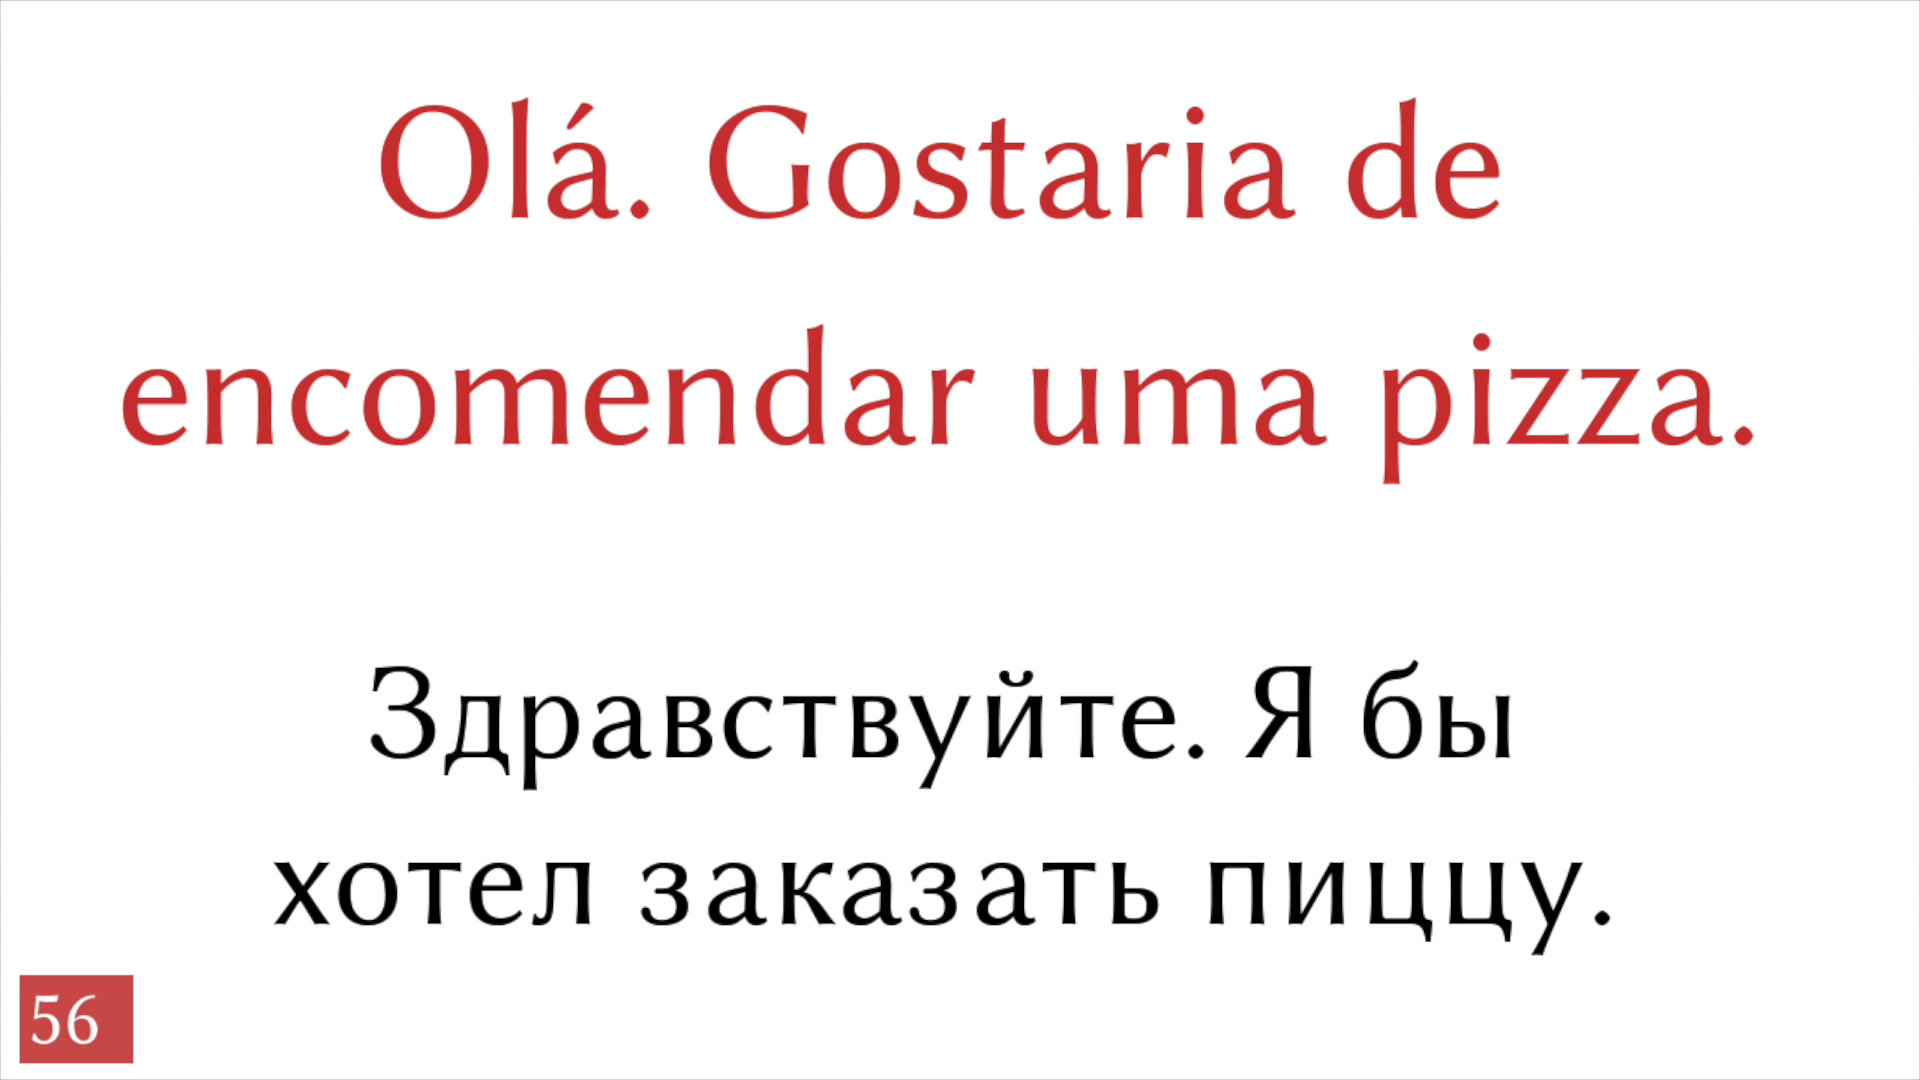 Olá. Gostaria de
encomendar uma pizza.
Здравствуйте. Я бы
хотел заказать пиццу.
56